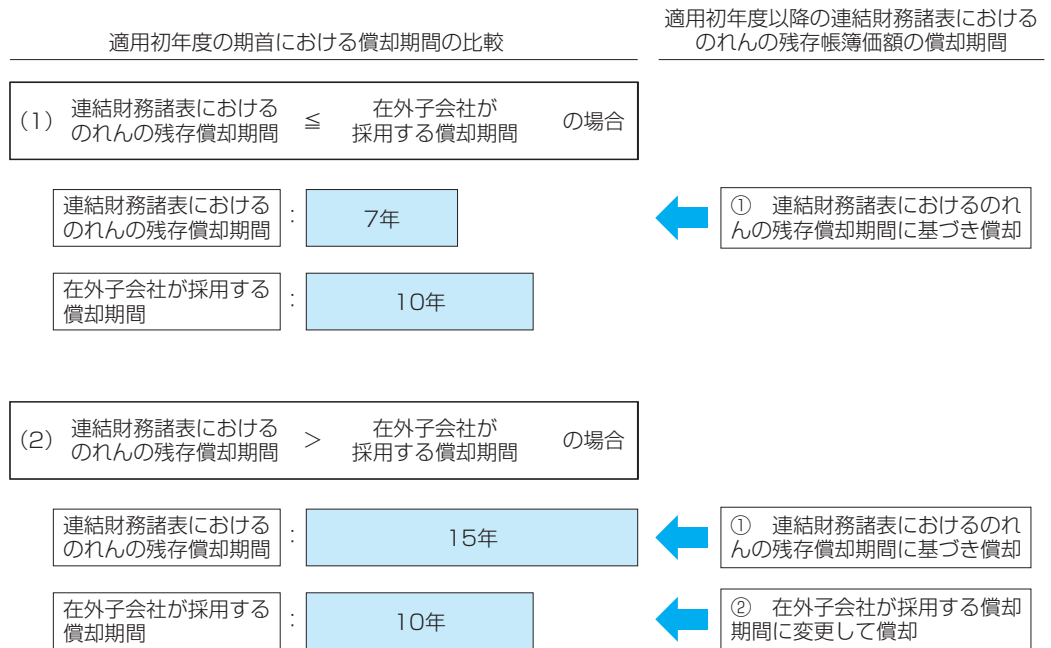 適用初年度の期首における償却期間の比較
適用初年度以降の連結財務諸表における
のれんの残存帳簿価額の償却期間
(1) 連結財務諸表における
のれんの残存償却期間
≦
在外子会社が
採用する償却期間
の場合
連結財務諸表における
のれんの残存償却期間
:
7年
① 連結財務諸表におけるのれ
んの残存償却期間に基づき償却
在外子会社が採用する
償却期間
:
10年
(2) 連結財務諸表における
のれんの残存償却期間
>
在外子会社が
採用する償却期間
の場合
連結財務諸表における
のれんの残存償却期間
:
15年
① 連結財務諸表におけるのれ
んの残存償却期間に基づき償却
在外子会社が採用する
償却期間
:
10年
② 在外子会社が採用する償却
期間に変更して償却